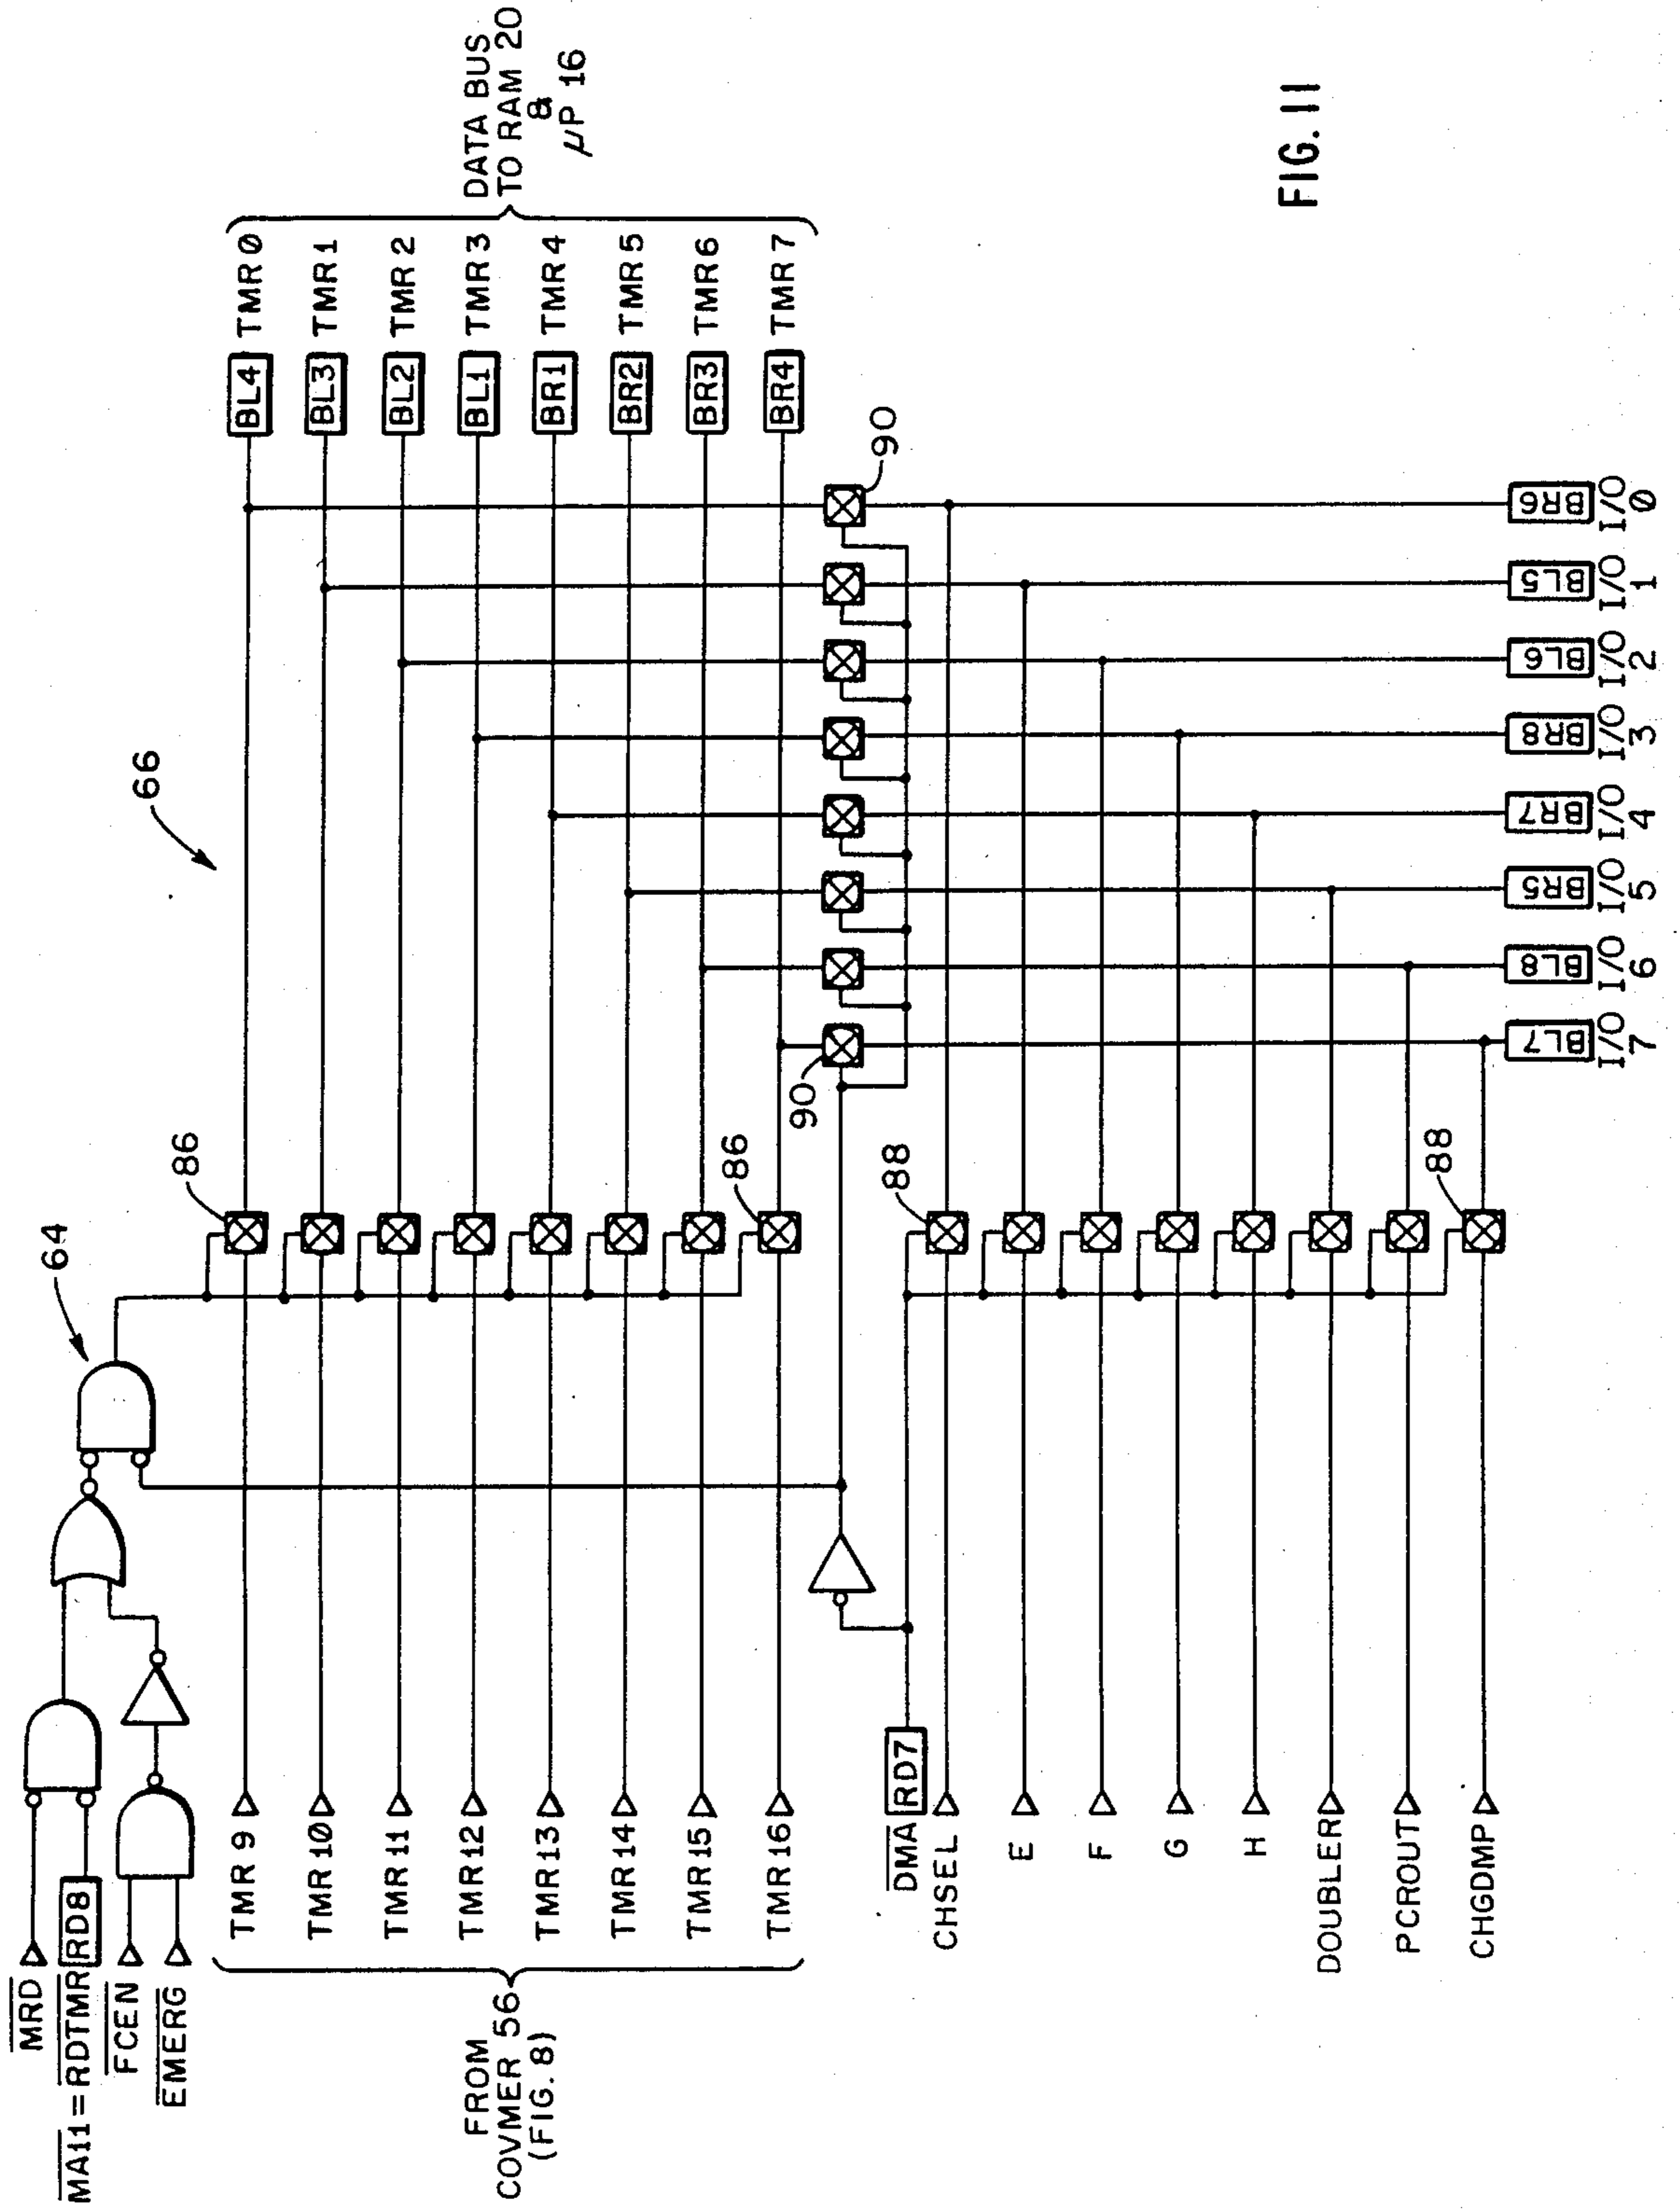 66
64
MRD
MA11=RDTMR RD8
FCEN
EMERG
86
FROM
COVMER 56
(FIG. 8)
TMR 9
TMR 10
TMR 11
TMR 12
TMR 13
TMR 14
TMR 15
TMR 16
86
BL4 TMR 0
BL3 TMR 1
BL2 TMR 2
BL1 TMR 3
BR1 TMR 4
BR2 TMR 5
BR3 TMR 6
BR4 TMR 7
DATA BUS
TO RAM 20
&
μP 16
90
90
DMA RD7
CHSEL
E
F
G
H
DOUBLER
PCROUT
CHGDMP
88
88
BL7
I/O
7
BL8
I/O
6
BR5
I/O
5
BR7
I/O
4
BR8
I/O
3
BL6
I/O
2
BL5
I/O
1
BR6
I/O
0
FIG. 11